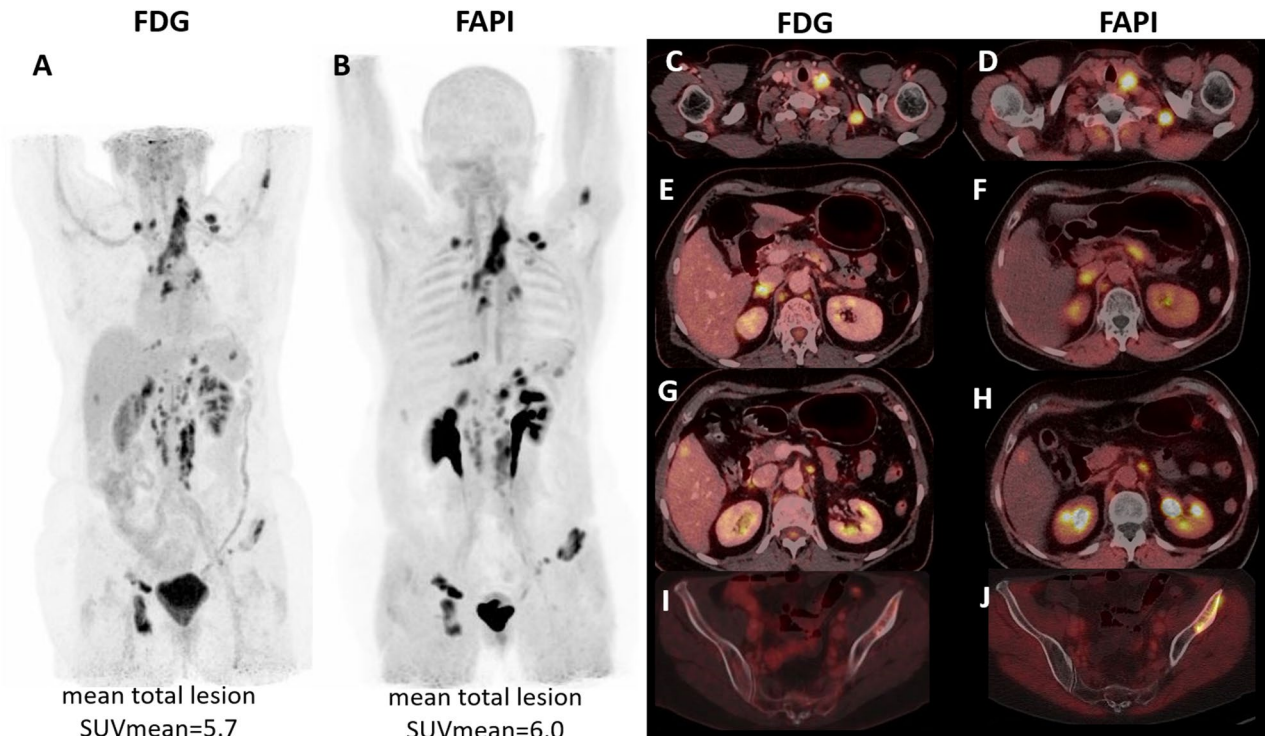 FDG
FAPI
FDG
FAPI
A
B
C
D
E
F
G
H
I
J
mean total lesion
SUVmean=5.7
mean total lesion
SUVmean=6.0